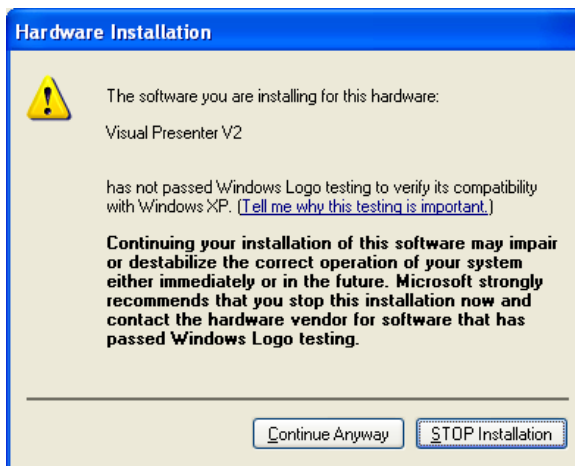 Hardware Installation
The software you are installing for this hardware:
Visual Presenter V2
has not passed Windows Logo testing to verify its compatibility
with Windows XP. (Tell me why this testing is important.)
Continuing your installation of this software may impair
or destabilize the correct operation of your system
either immediately or in the future. Microsoft strongly
recommends that you stop this installation now and
contact the hardware vendor for software that has
passed Windows Logo testing.
Continue Anyway
STOP Installation